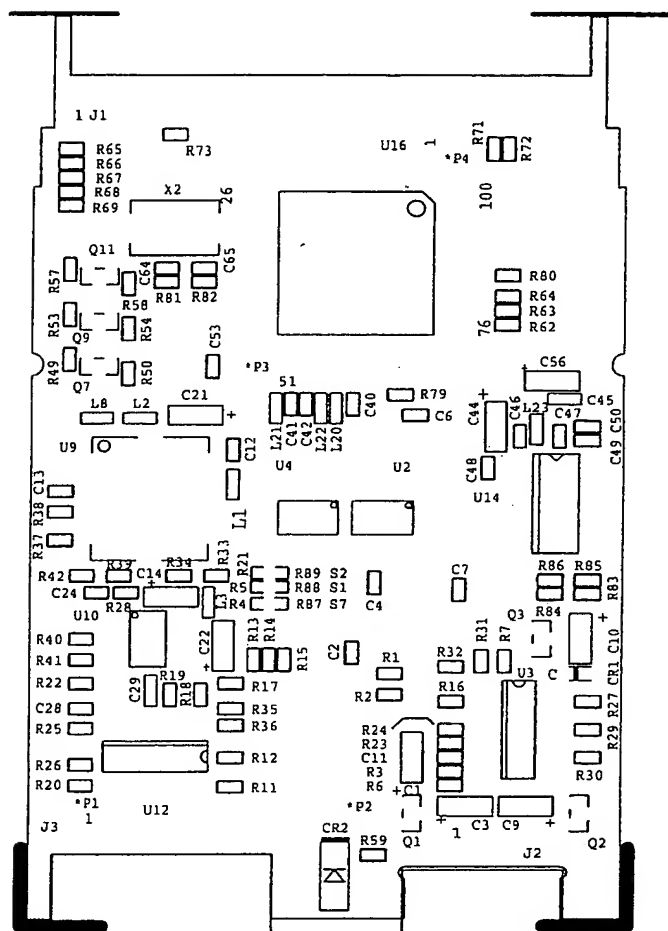 1 J1
R73
U16
1
*P4
R71
R72
R65
R66
R67
R68
R69
X2
26
100
Q11
R57
R58
C64
C65
R81 R82
R80
R64
R63
R62
76
R53
Q9
R54
C53
R49
Q7
R50
*P3
51
C56
C45
L8 L2
C21
+
L21
C41
C42
L22
L20
C40
R79
C6
+
C44
C46
L23
C47
C50
C49
+
U9
C12
U4
U2
C48
U14
C13
R38
L1
R37
R42
R39
C14
+
R34
R33
R21
R5
R4
R89 S2
R88 S1
R87 S7
C4
C7
R86 R85
R83
R84
C24
R28
L3
U10
C22
+
R13
R14
R15
C2
R1
R2
R32
R31
R7
Q3
+
C10
C
CR1
U3
R40
R41
R22
C28
R25
C29
R19
R18
R17
R35
R36
R16
R27
R29
R30
R24
R23
C11
R3
R6
R26
R20
R12
R11
*P1
1
U12
J3
*P2
+
C1
Q1
+
1
C3 C9
+
Q2
CR2
R59
J2